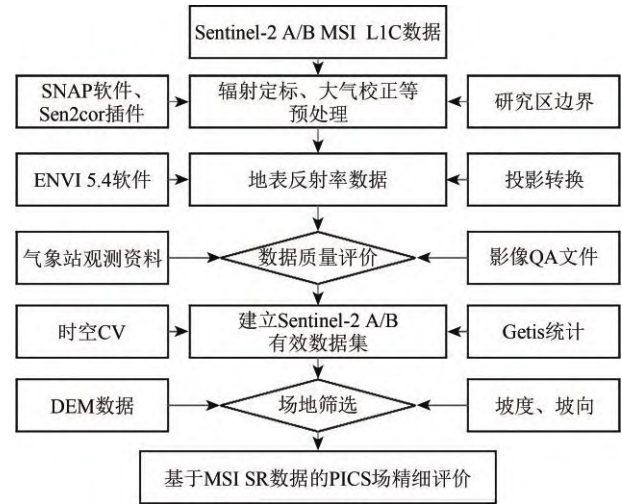 Sentinel-2 A/B MSI L1C数据
SNAP软件、
Sen2cor插件
辐射定标、大气校正等
预处理
研究区边界
ENVI 5.4软件
地表反射率数据
投影转换
气象站观测资料
数据质量评价
影像QA文件
时空CV
建立Sentinel-2 A/B
有效数据集
Getis统计
DEM数据
场地筛选
坡度、坡向
基于MSI SR数据的PICS场精细评价